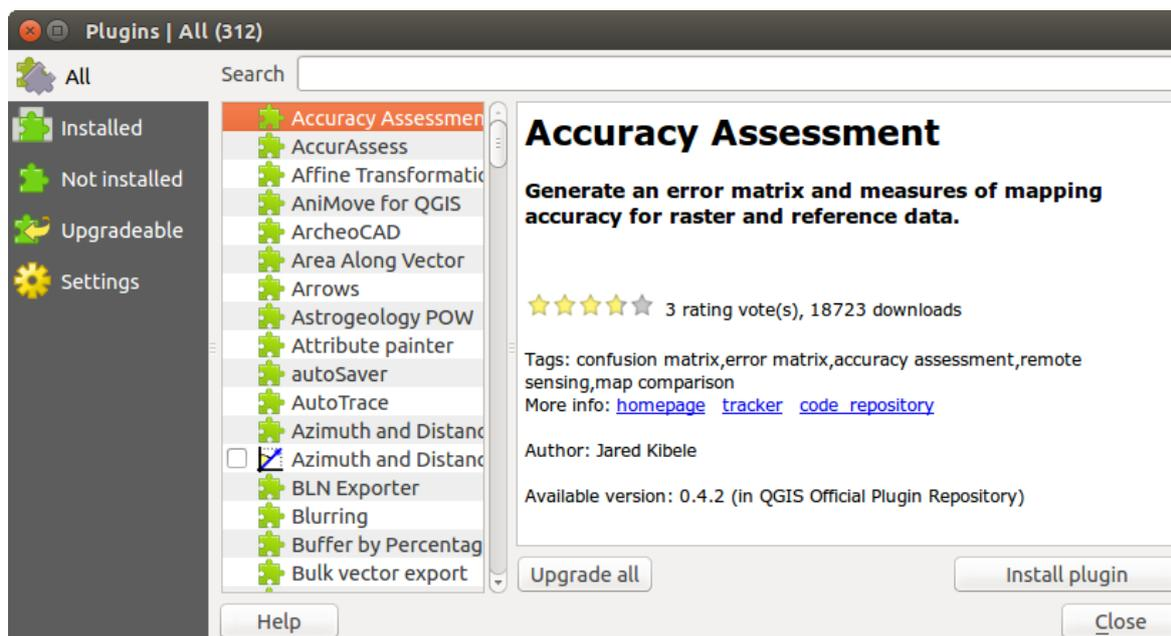 Plugins | All (312)
All
Installed
Not installed
Upgradeable
Settings
Search
Accuracy Assessmen
AccurAssess
Affine Transformatic
AniMove for QGIS
ArcheoCAD
Area Along Vector
Arrows
Astrogeology POW
Attribute painter
autoSaver
AutoTrace
Azimuth and Distanc
Azimuth and Distanc
BLN Exporter
Blurring
Buffer by Percentag
Bulk vector export
Accuracy Assessment
Generate an error matrix and measures of mapping
accuracy for raster and reference data.
3 rating vote(s), 18723 downloads
Tags: confusion matrix,error matrix,accuracy assessment,remote
sensing,map comparison
More info: homepage tracker code repository
Author: Jared Kibele
Available version: 0.4.2 (in QGIS Official Plugin Repository)
Upgrade all
Install plugin
Help
Close